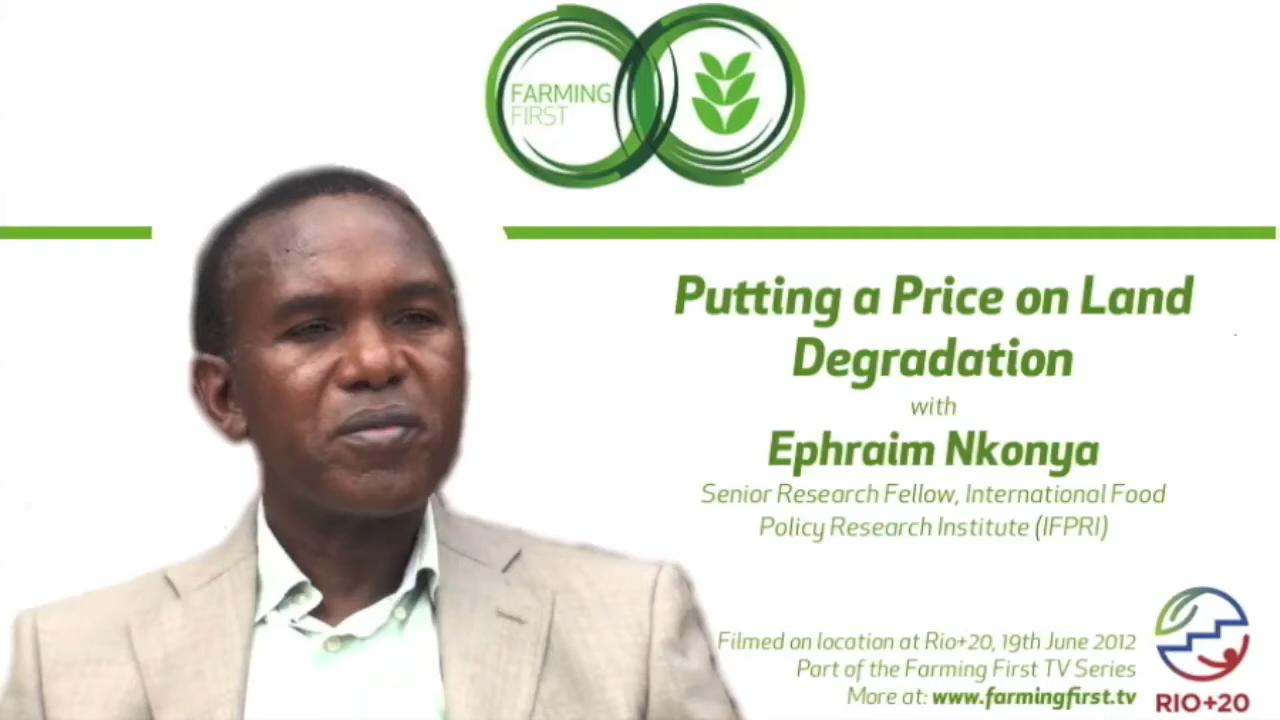 FARMING
FIRST
Putting a Price on Land
Degradation
with
Ephraim Nkonya
Senior Research Fellow, International Food
Policy Research Institute (IFPRI)
Filmed on location at Rio+20, 19th June 2012
Part of the Farming First TV Series
More at: www.farmingfirst.tv
RIO+20